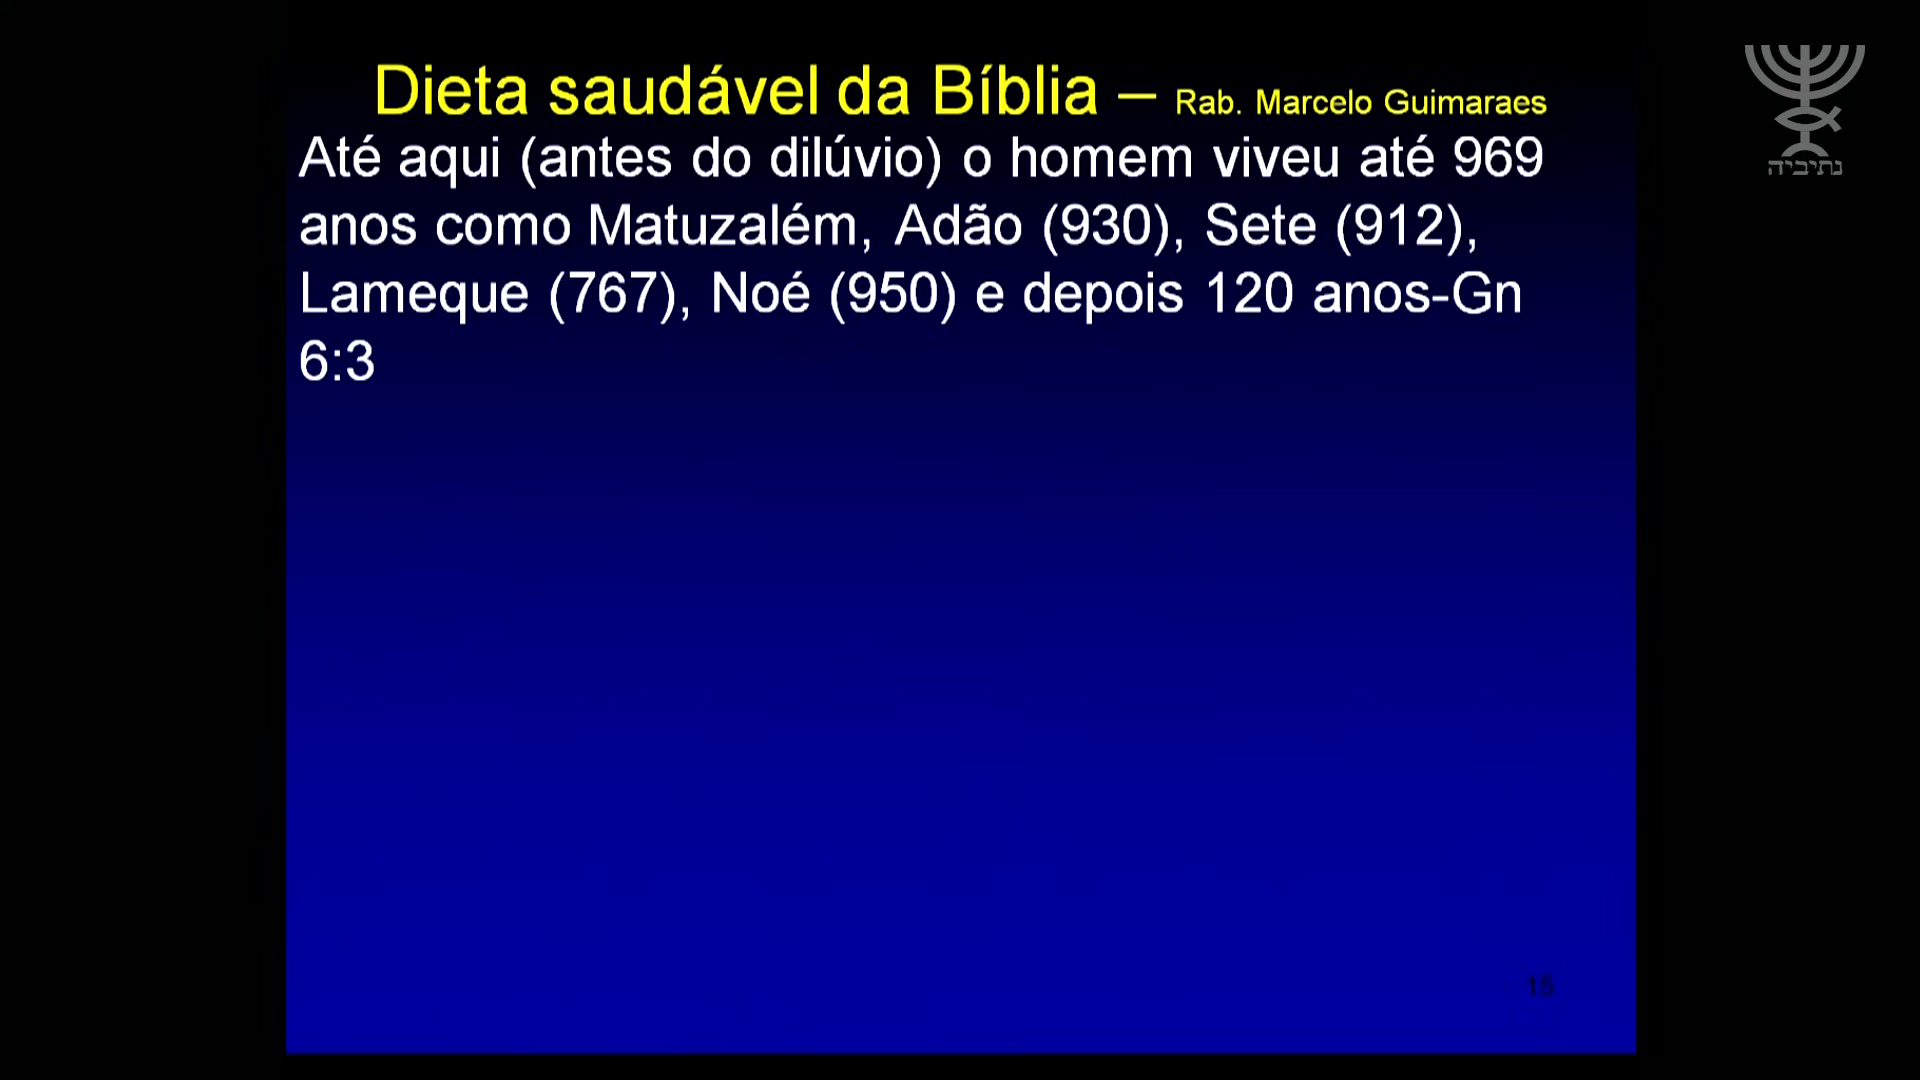 Dieta saudável da Bíblia – Rab. Marcelo Guimaraes
Até aqui (antes do dilúvio) o homem viveu até 969
anos como Matuzalém, Adão (930), Sete (912),
Lameque (767), Noé (950) e depois 120 anos-Gn
6:3
נתיביה
15